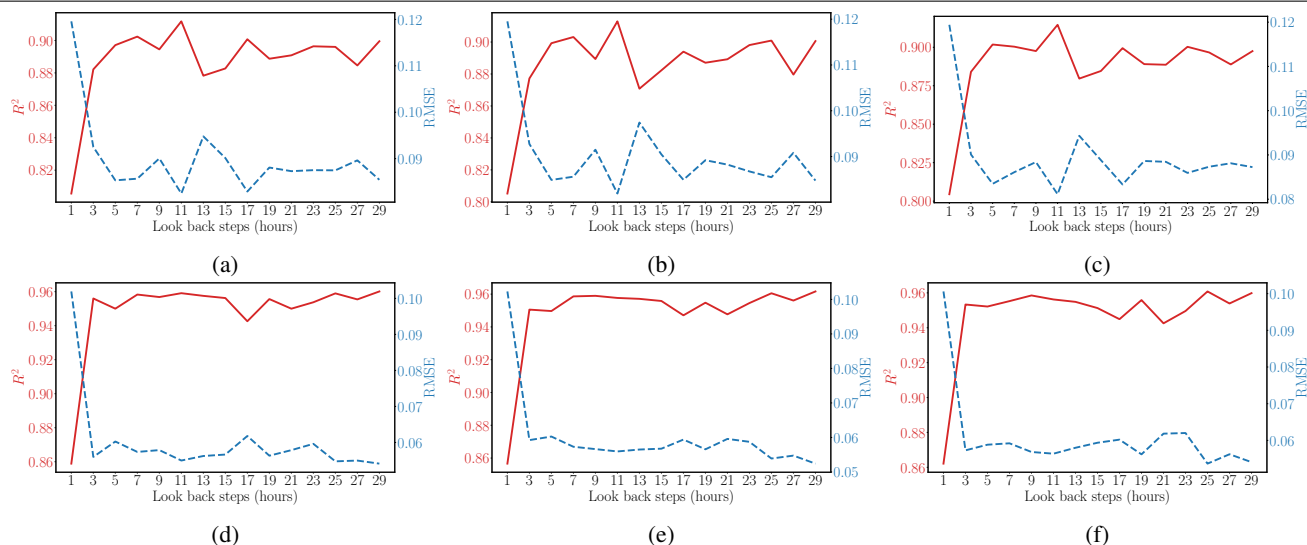 0.90
0.88
0.86
0.84
0.82
R²
0.12
0.11
0.10
0.09
RMSE
1 3 5 7 9 11 13 15 17 19 21 23 25 27 29
Look back steps (hours)
(a)
0.90
0.88
0.86
0.84
0.82
0.80
R²
0.12
0.11
0.10
0.09
RMSE
1 3 5 7 9 11 13 15 17 19 21 23 25 27 29
Look back steps (hours)
(b)
0.900
0.875
0.850
0.825
0.800
R²
0.12
0.11
0.10
0.09
0.08
RMSE
1 3 5 7 9 11 13 15 17 19 21 23 25 27 29
Look back steps (hours)
(c)
0.96
0.94
0.92
0.90
0.88
0.86
R²
0.10
0.09
0.08
0.07
0.06
RMSE
1 3 5 7 9 11 13 15 17 19 21 23 25 27 29
Look back steps (hours)
(d)
0.96
0.94
0.92
0.90
0.88
0.86
R²
0.10
0.09
0.08
0.07
0.06
0.05
RMSE
1 3 5 7 9 11 13 15 17 19 21 23 25 27 29
Look back steps (hours)
(e)
0.96
0.94
0.92
0.90
0.88
0.86
R²
0.10
0.09
0.08
0.07
0.06
RMSE
1 3 5 7 9 11 13 15 17 19 21 23 25 27 29
Look back steps (hours)
(f)